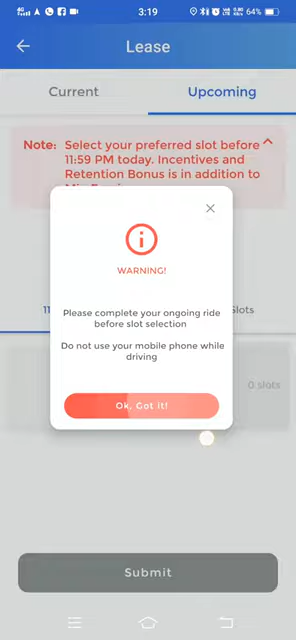 3:19
64%
Lease
Current
Upcoming
Note: Select your preferred slot before
11:59 PM today. Incentives and
Retention Bonus is in addition to
WARNING!
11
Slots
Please complete your ongoing ride
before slot selection
Do not use your mobile phone while
driving
0 slots
Ok, Got it!
Submit